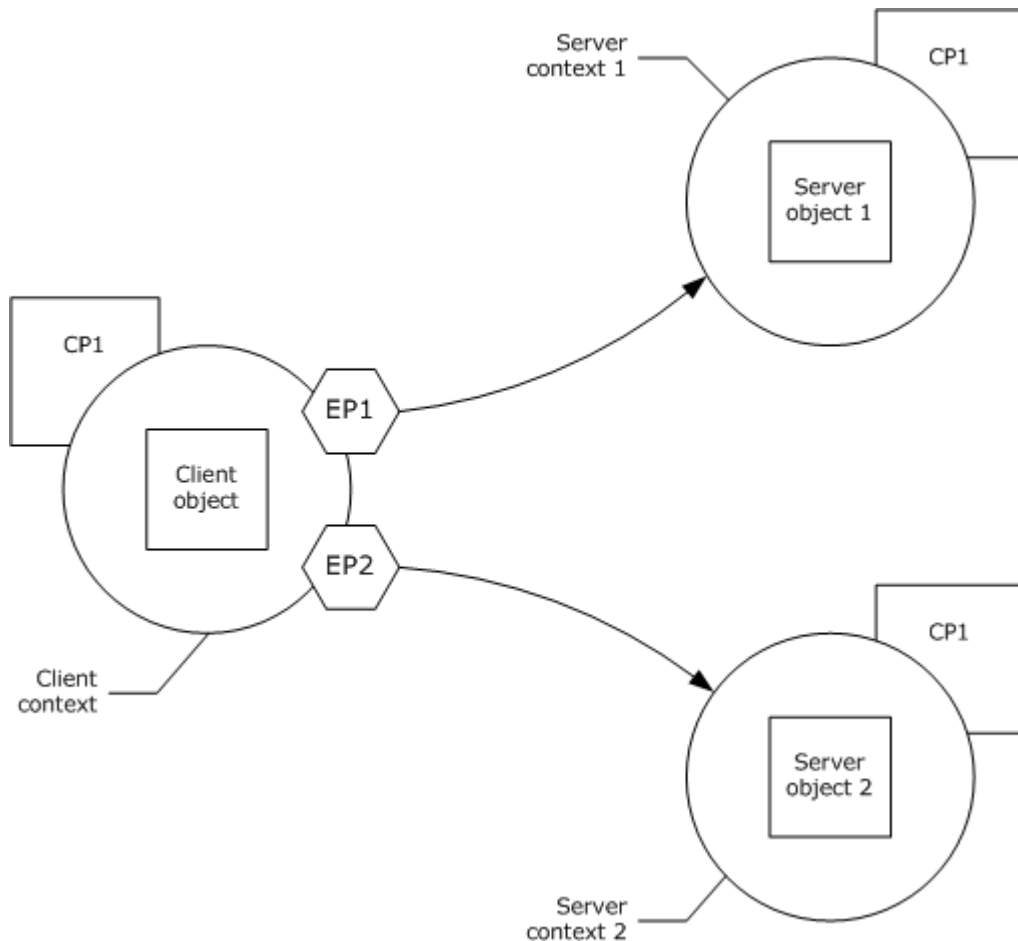 Server
context 1
CP1
Server
object 1
CP1
EP1
Client
object
EP2
Client
context
CP1
Server
object 2
Server
context 2